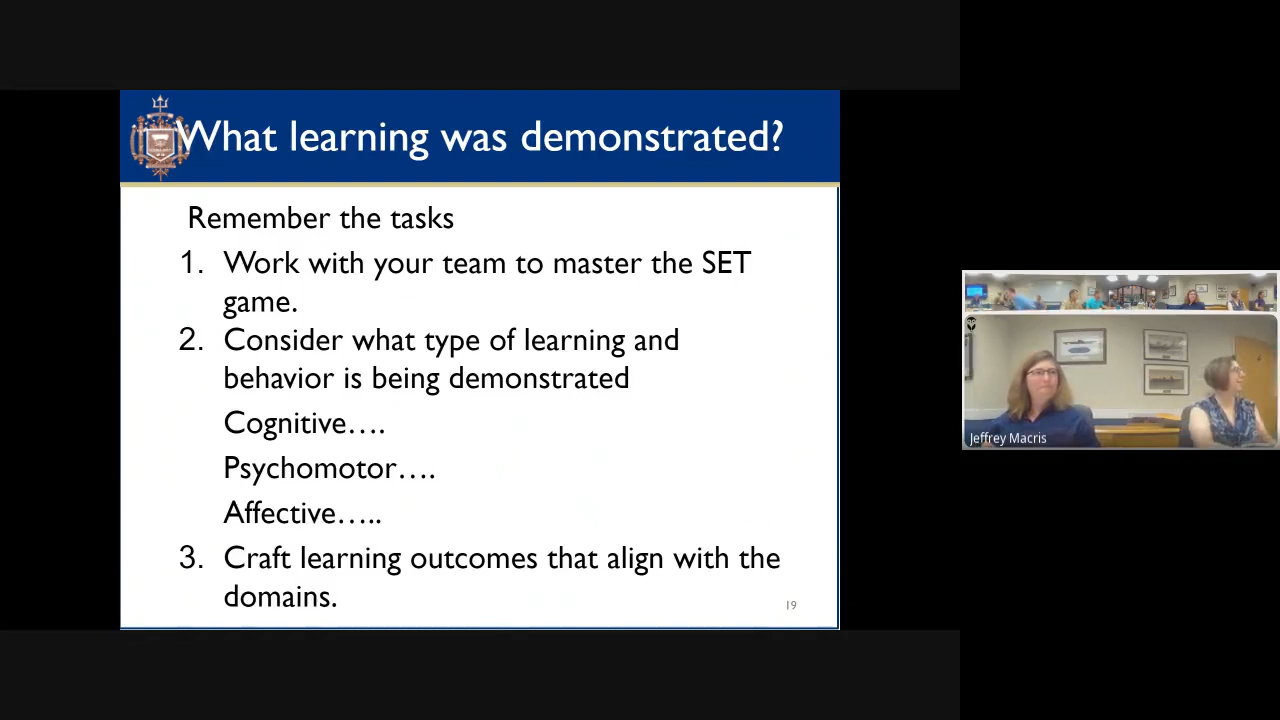 What learning was demonstrated?
Remember the tasks
1. Work with your team to master the SET
game.
2. Consider what type of learning and
behavior is being demonstrated
Cognitive….
Psychomotor….
Affective…..
3. Craft learning outcomes that align with the
domains.
19
Jeffrey Macris